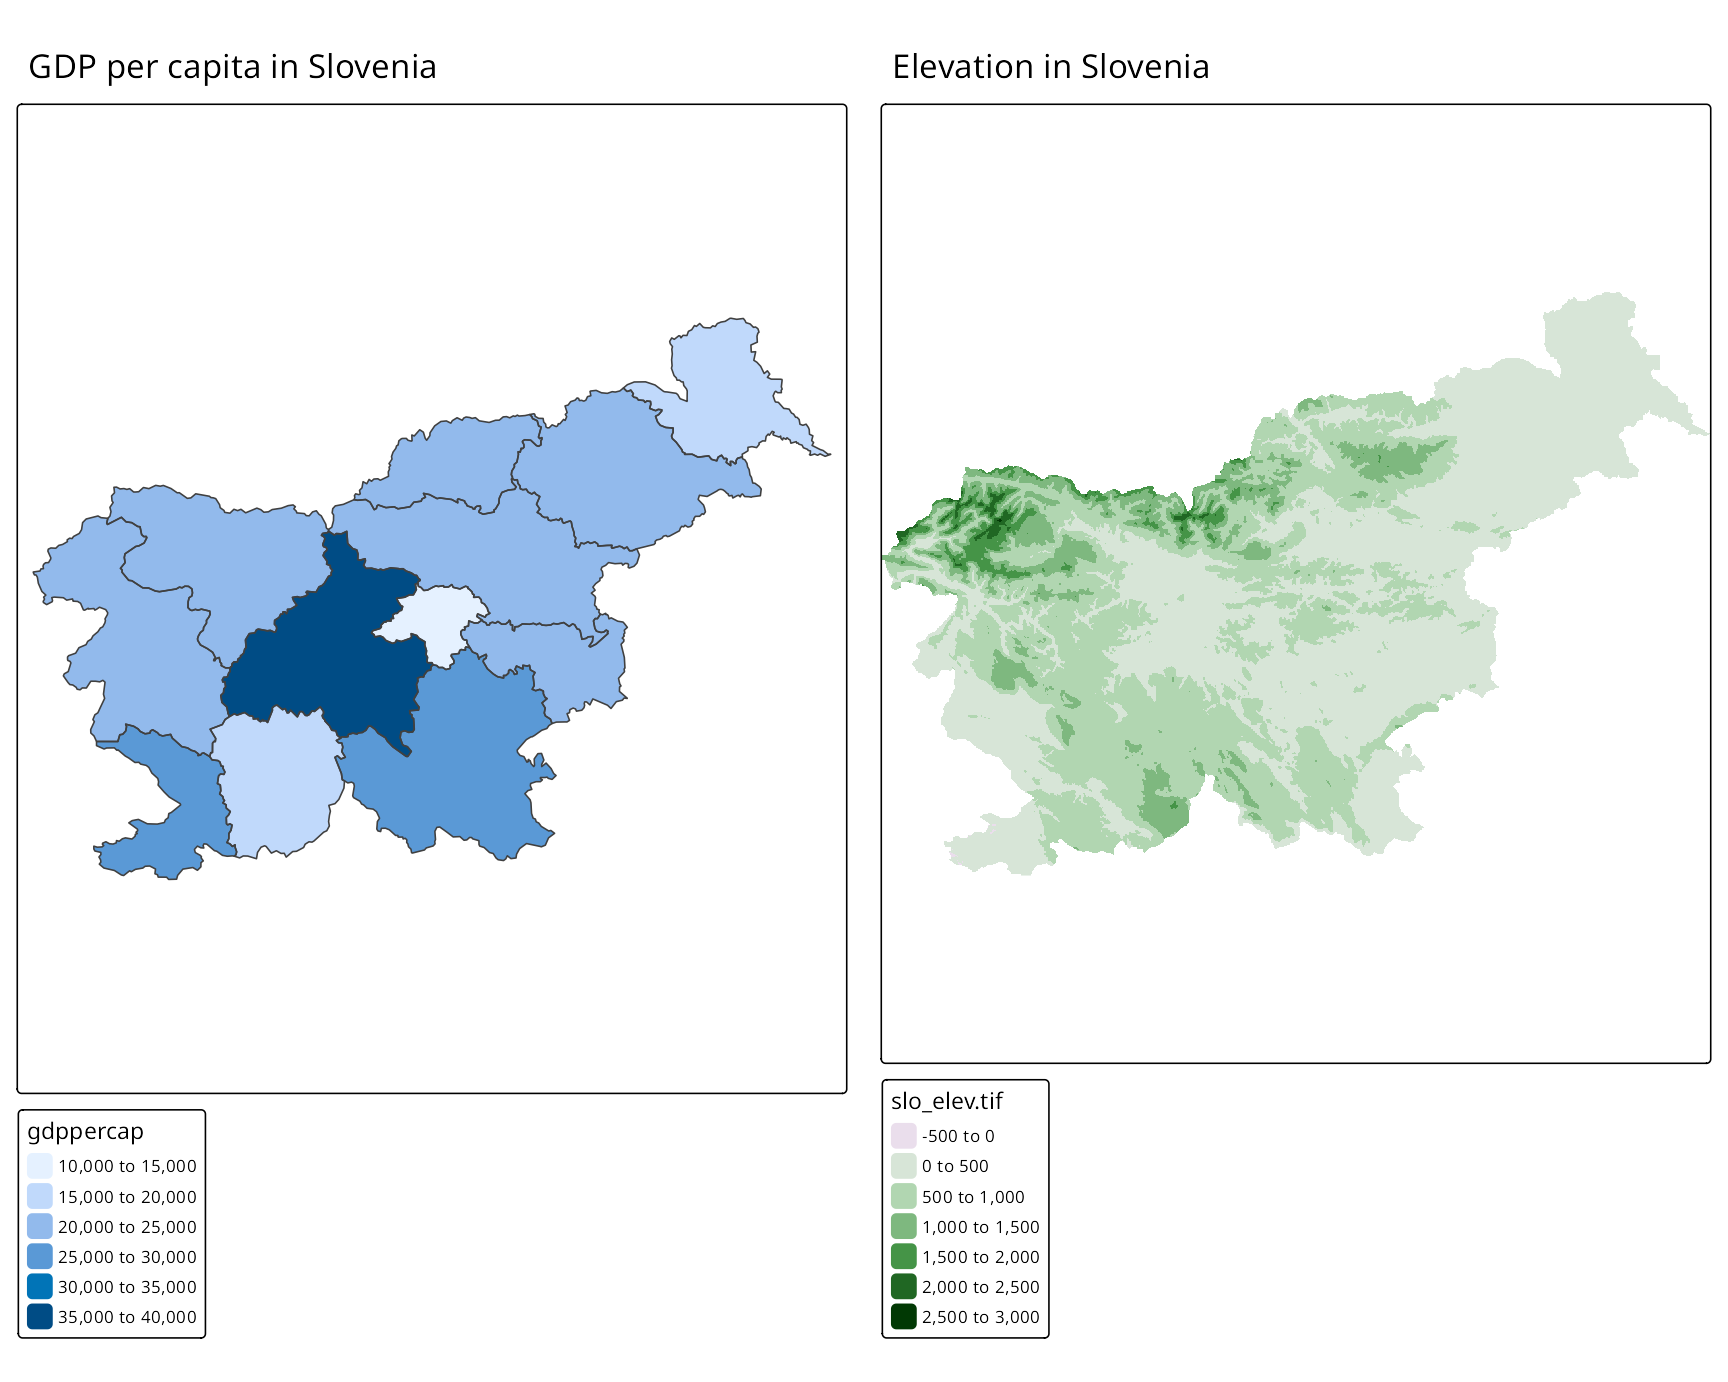 GDP per capita in Slovenia
gdppercap
10,000 to 15,000
15,000 to 20,000
20,000 to 25,000
25,000 to 30,000
30,000 to 35,000
35,000 to 40,000
Elevation in Slovenia
slo_elev.tif
-500 to 0
0 to 500
500 to 1,000
1,000 to 1,500
1,500 to 2,000
2,000 to 2,500
2,500 to 3,000